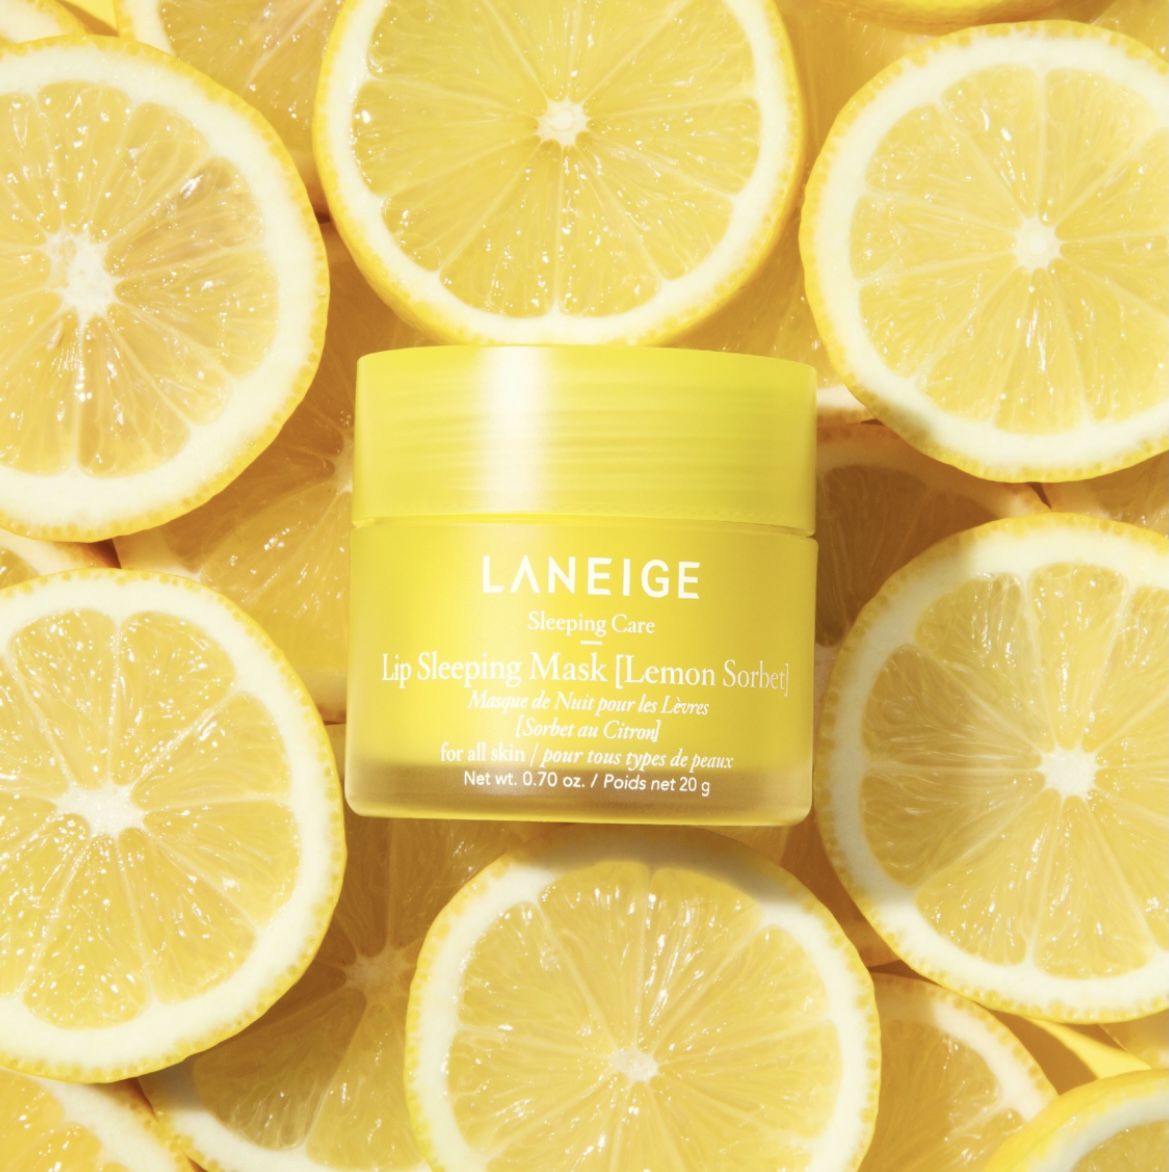 LANEIGE
Sleeping Care
Lip Sleeping Mask [Lemon Sorbet]
Masque de Nuit pour les Lèvres
[Sorbet au Citron]
for all skin / pour tous types de peaux
Net wt. 0.70 oz. / Poids net 20 g